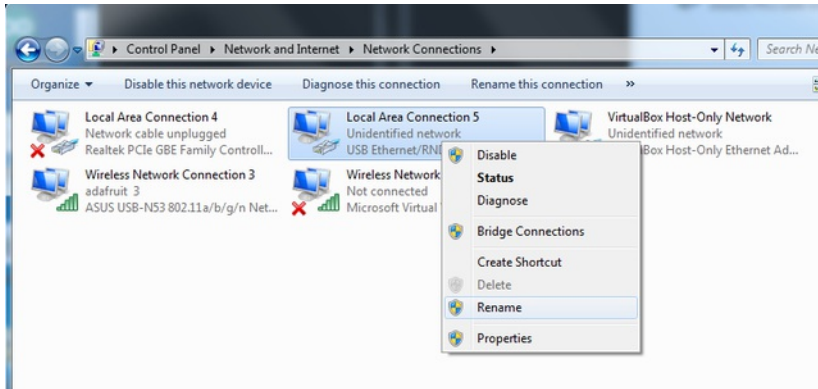 Control Panel ▸ Network and Internet ▸ Network Connections ▸
Search Ne
Organize
Disable this network device
Diagnose this connection
Rename this connection
»
Local Area Connection 4
Network cable unplugged
Realtek PCIe GBE Family Controll...
Local Area Connection 5
Unidentified network
USB Ethernet/RND
VirtualBox Host-Only Network
Unidentified network
Box Host-Only Ethernet Ad...
Wireless Network Connection 3
adafruit 3
ASUS USB-N53 802.11a/b/g/n Net...
Wireless Network
Not connected
Microsoft Virtual
Disable
Status
Diagnose
Bridge Connections
Create Shortcut
Delete
Rename
Properties